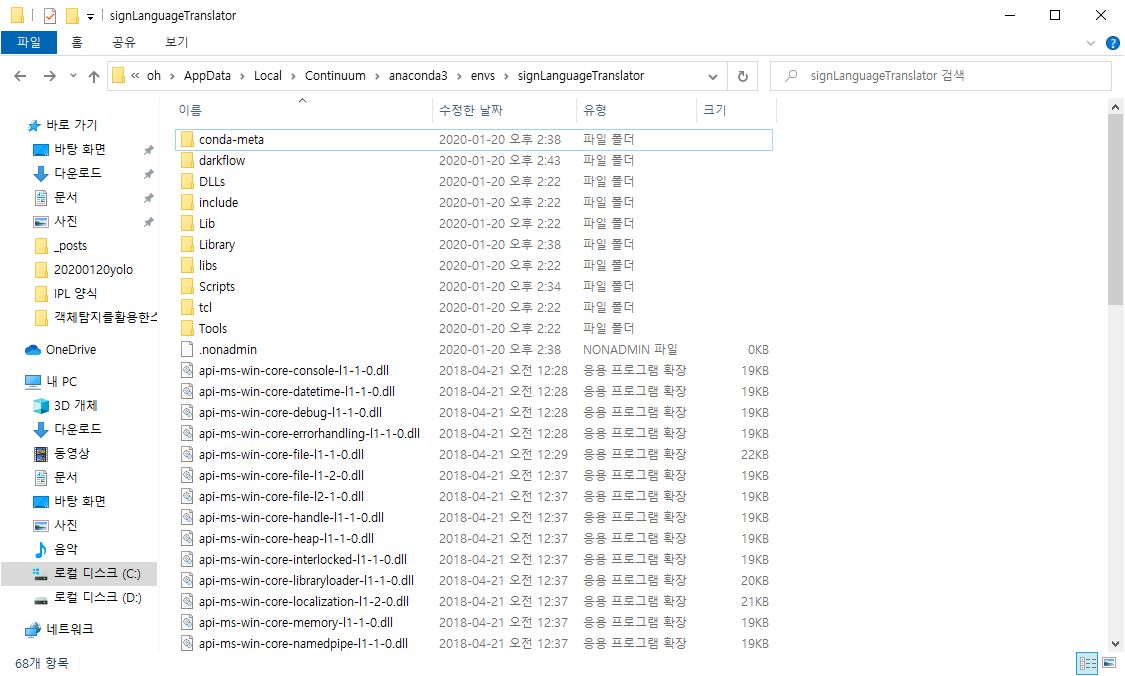 signLanguageTranslator
파일 홈 공유 보기
« oh › AppData › Local › Continuum › anaconda3 › envs › signLanguageTranslator
signLanguageTranslator 검색
바로 가기
바탕 화면
다운로드
문서
사진
_posts
20200120yolo
IPL 양식
객체탐지를활용한
OneDrive
내 PC
3D 개체
다운로드
동영상
문서
바탕 화면
사진
음악
로컬 디스크 (C:)
로컬 디스크 (D:)
네트워크
이름 수정한 날짜 유형 크기
conda-meta 2020-01-20 오후 2:38 파일 폴더
darkflow 2020-01-20 오후 2:43 파일 폴더
DLLs 2020-01-20 오후 2:22 파일 폴더
include 2020-01-20 오후 2:22 파일 폴더
Lib 2020-01-20 오후 2:22 파일 폴더
Library 2020-01-20 오후 2:38 파일 폴더
libs 2020-01-20 오후 2:22 파일 폴더
Scripts 2020-01-20 오후 2:34 파일 폴더
tcl 2020-01-20 오후 2:22 파일 폴더
Tools 2020-01-20 오후 2:22 파일 폴더
.nonadmin 2020-01-20 오후 2:38 NONADMIN 파일 0KB
api-ms-win-core-console-l1-1-0.dll 2018-04-21 오전 12:28 응용 프로그램 확장 19KB
api-ms-win-core-datetime-l1-1-0.dll 2018-04-21 오전 12:28 응용 프로그램 확장 19KB
api-ms-win-core-debug-l1-1-0.dll 2018-04-21 오전 12:28 응용 프로그램 확장 19KB
api-ms-win-core-errorhandling-l1-1-0.dll 2018-04-21 오전 12:28 응용 프로그램 확장 19KB
api-ms-win-core-file-l1-1-0.dll 2018-04-21 오전 12:29 응용 프로그램 확장 22KB
api-ms-win-core-file-l1-2-0.dll 2018-04-21 오전 12:37 응용 프로그램 확장 19KB
api-ms-win-core-file-l2-1-0.dll 2018-04-21 오전 12:37 응용 프로그램 확장 19KB
api-ms-win-core-handle-l1-1-0.dll 2018-04-21 오전 12:37 응용 프로그램 확장 19KB
api-ms-win-core-heap-l1-1-0.dll 2018-04-21 오전 12:37 응용 프로그램 확장 19KB
api-ms-win-core-interlocked-l1-1-0.dll 2018-04-21 오전 12:37 응용 프로그램 확장 19KB
api-ms-win-core-libraryloader-l1-1-0.dll 2018-04-21 오전 12:37 응용 프로그램 확장 20KB
api-ms-win-core-localization-l1-2-0.dll 2018-04-21 오전 12:37 응용 프로그램 확장 21KB
api-ms-win-core-memory-l1-1-0.dll 2018-04-21 오전 12:37 응용 프로그램 확장 19KB
api-ms-win-core-namedpipe-l1-1-0.dll 2018-04-21 오전 12:37 응용 프로그램 확장 19KB
68개 항목